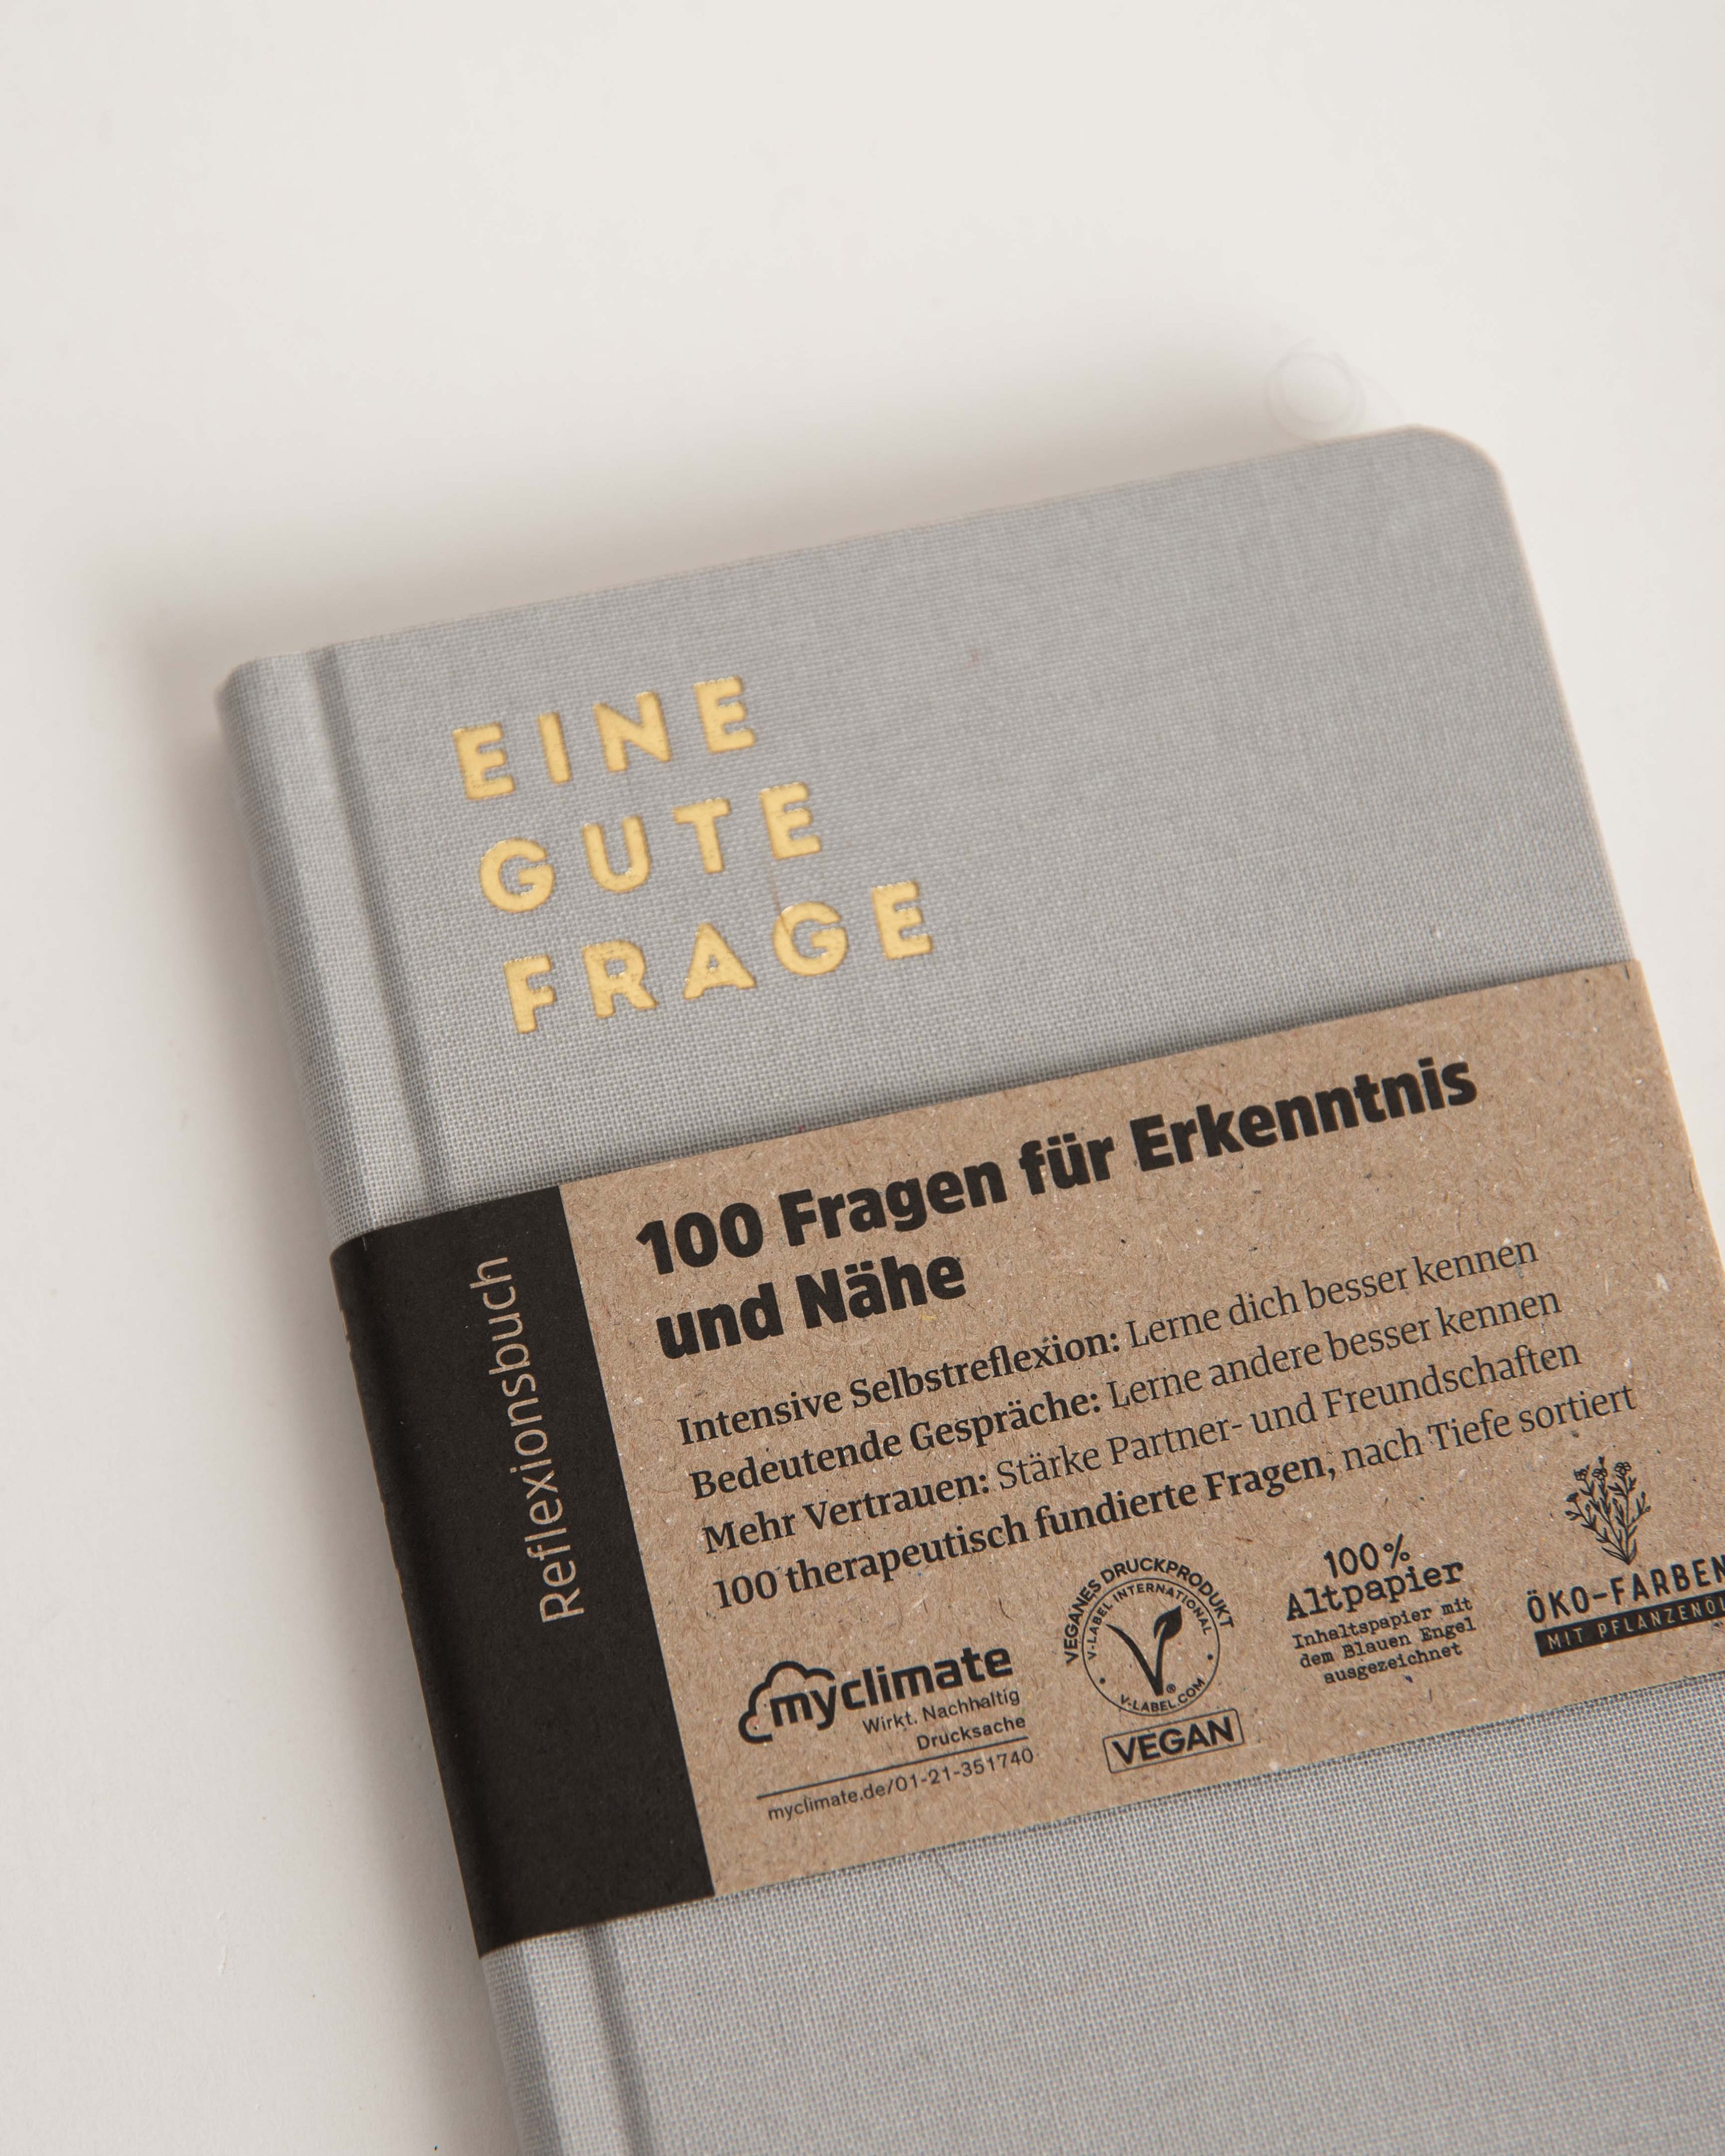 EINE
GUTE
FRAGE
Reflexionsbuch
100 Fragen für Erkenntnis
und Nähe
Intensive Selbstreflexion: Lerne dich besser kennen
Bedeutende Gespräche: Lerne andere besser kennen
Mehr Vertrauen: Stärke Partner- und Freundschaften
100 therapeutisch fundierte Fragen, nach Tiefe sortiert
myclimate
Wirkt. Nachhaltig
Drucksache
myclimate.de/01-21-351740
VEGANES DRUCKPRODUKT
V-LABEL INTERNATIONAL
®
V-LABEL.COM
VEGAN
100%
Altpapier
Inhaltspapier mit
dem Blauen Engel
ausgezeichnet
ÖKO-FARBEN
MIT PFLANZENÖL